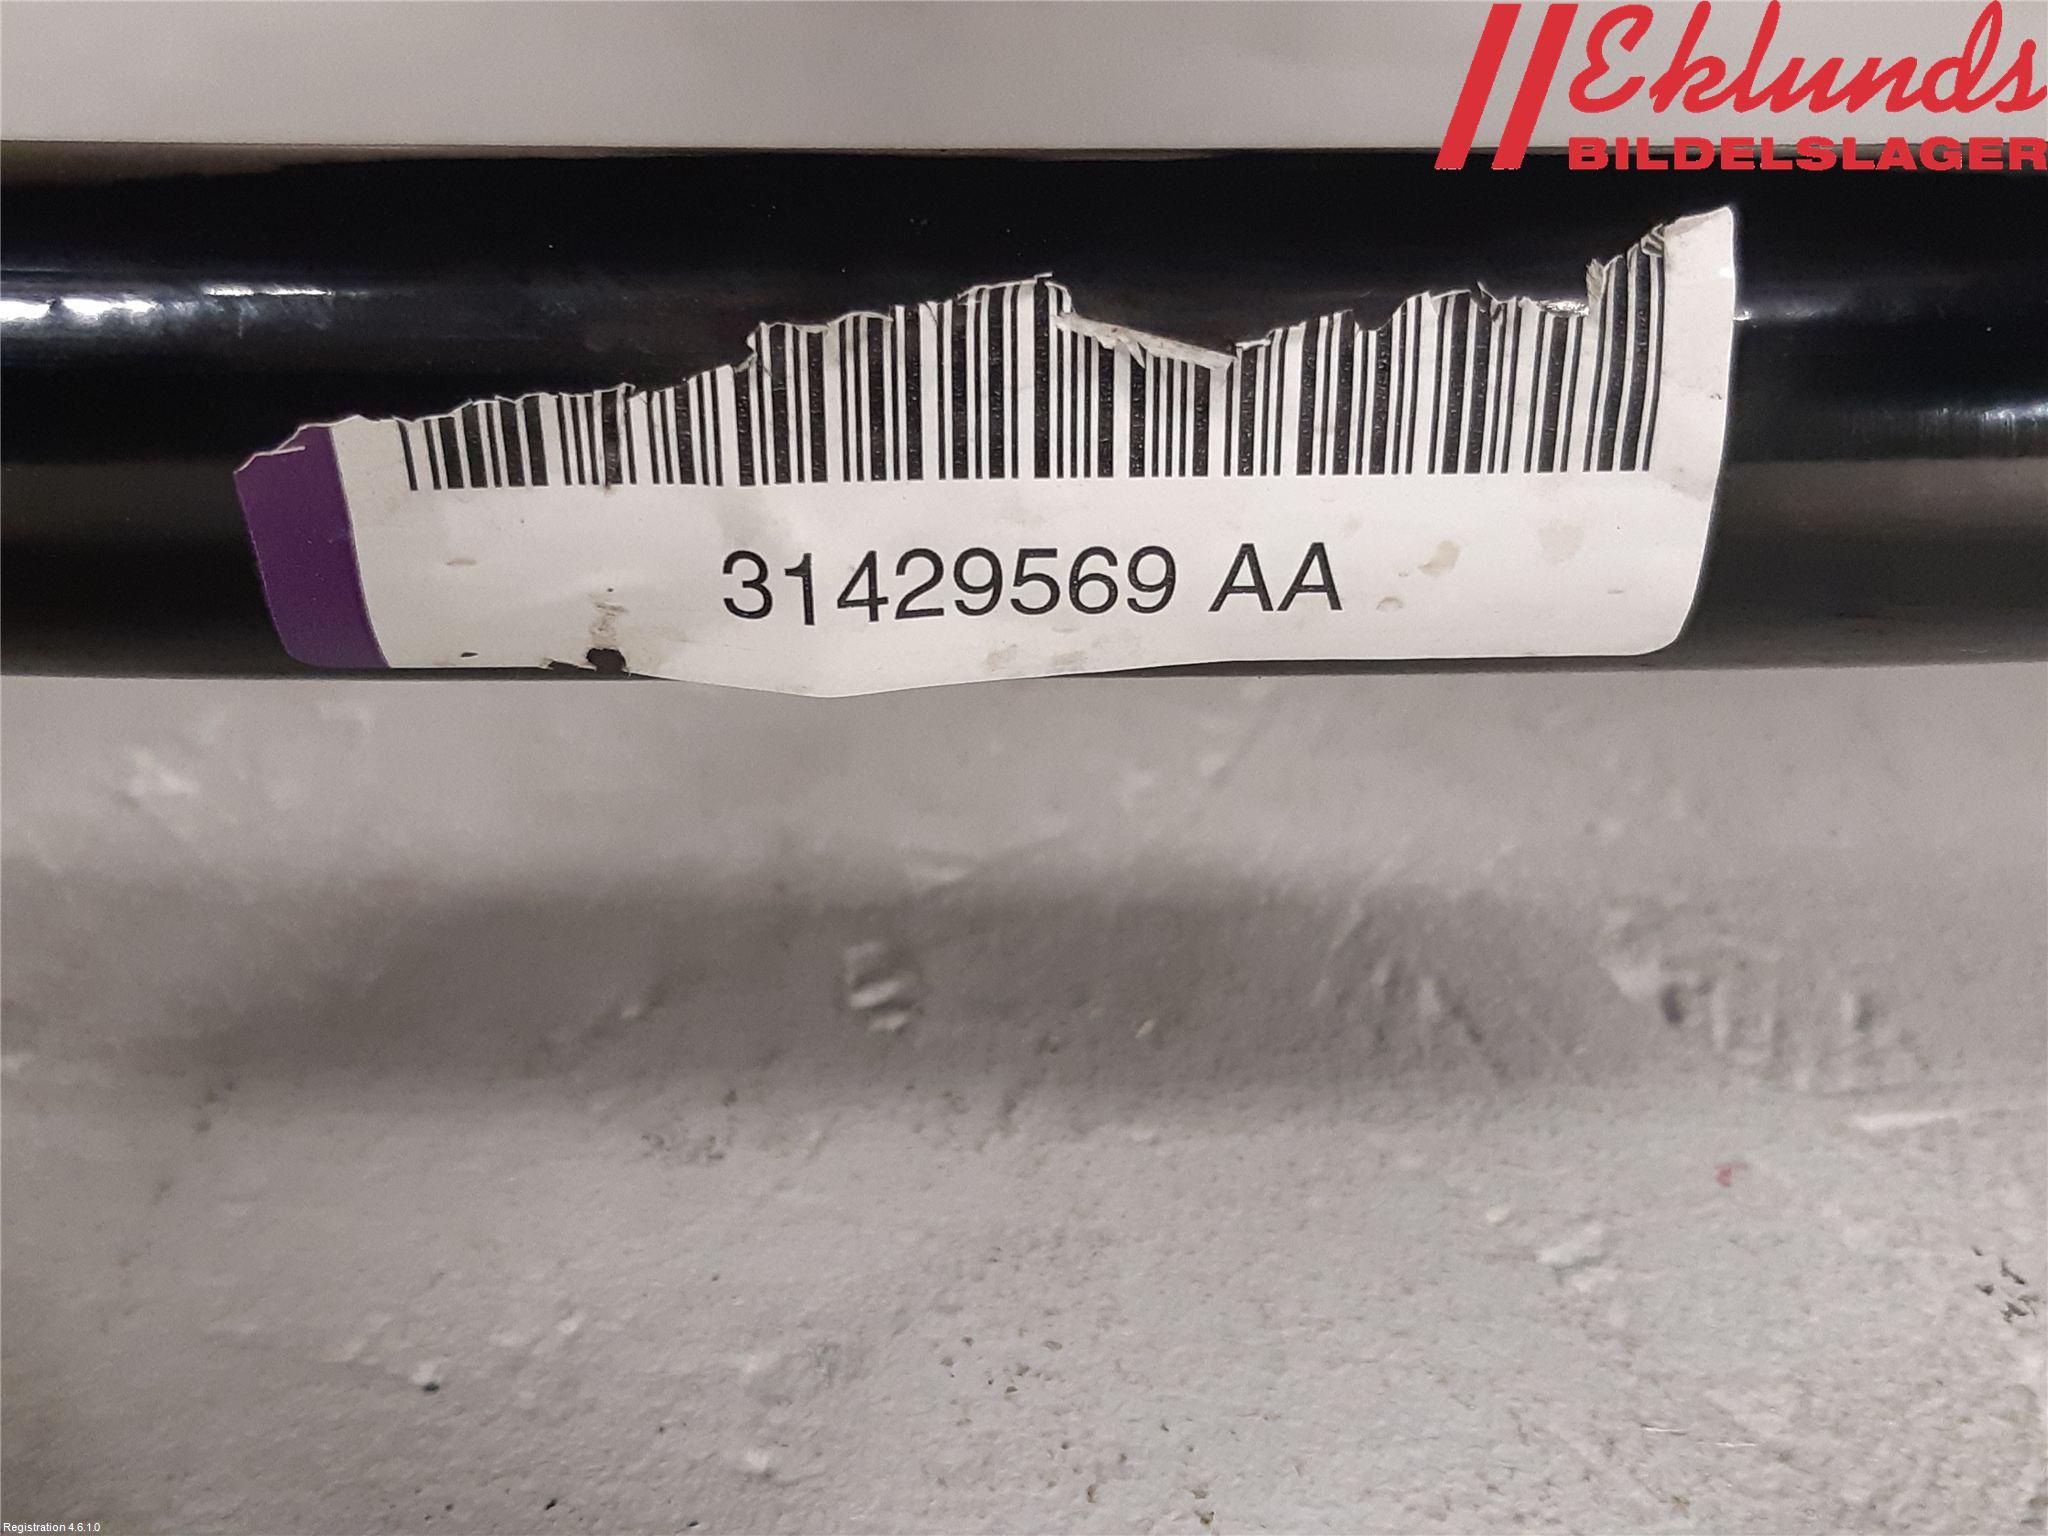 Eklunds
BILDELSLAGER
31429569 AA
Registration 4.6.1.0